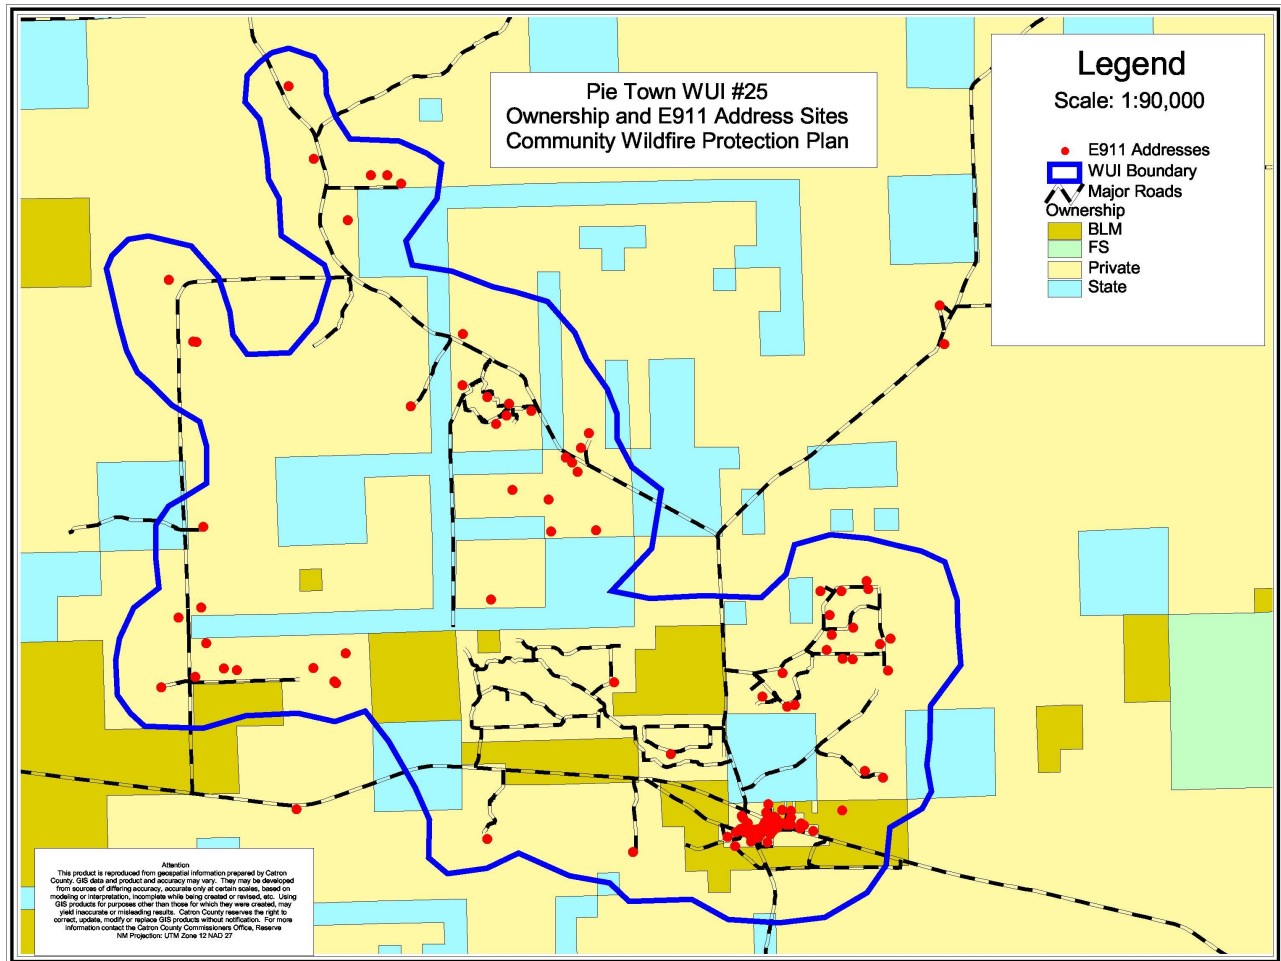 Pie Town WUI #25
Ownership and E911 Address Sites
Community Wildfire Protection Plan
Legend
Scale: 1:90,000
E911 Addresses
WUI Boundary
Major Roads
Ownership
BLM
FS
Private
State
Attention
This product is reproduced from geospatial information prepared by Catron
County. GIS data and product and accuracy may vary. They may be developed
from sources of differing accuracy, accurate only at certain scales, based on
modeling or interpretation, incomplete while being created or revised, etc. Using
GIS products for purposes other than those for which they were created, may
yield inaccurate or misleading results. Catron County reserves the right to
correct, update, modify or replace GIS products without notification. For more
information contact the Catron County Commissioners Office, Reserve
NM Projection: UTM Zone 12 NAD 27